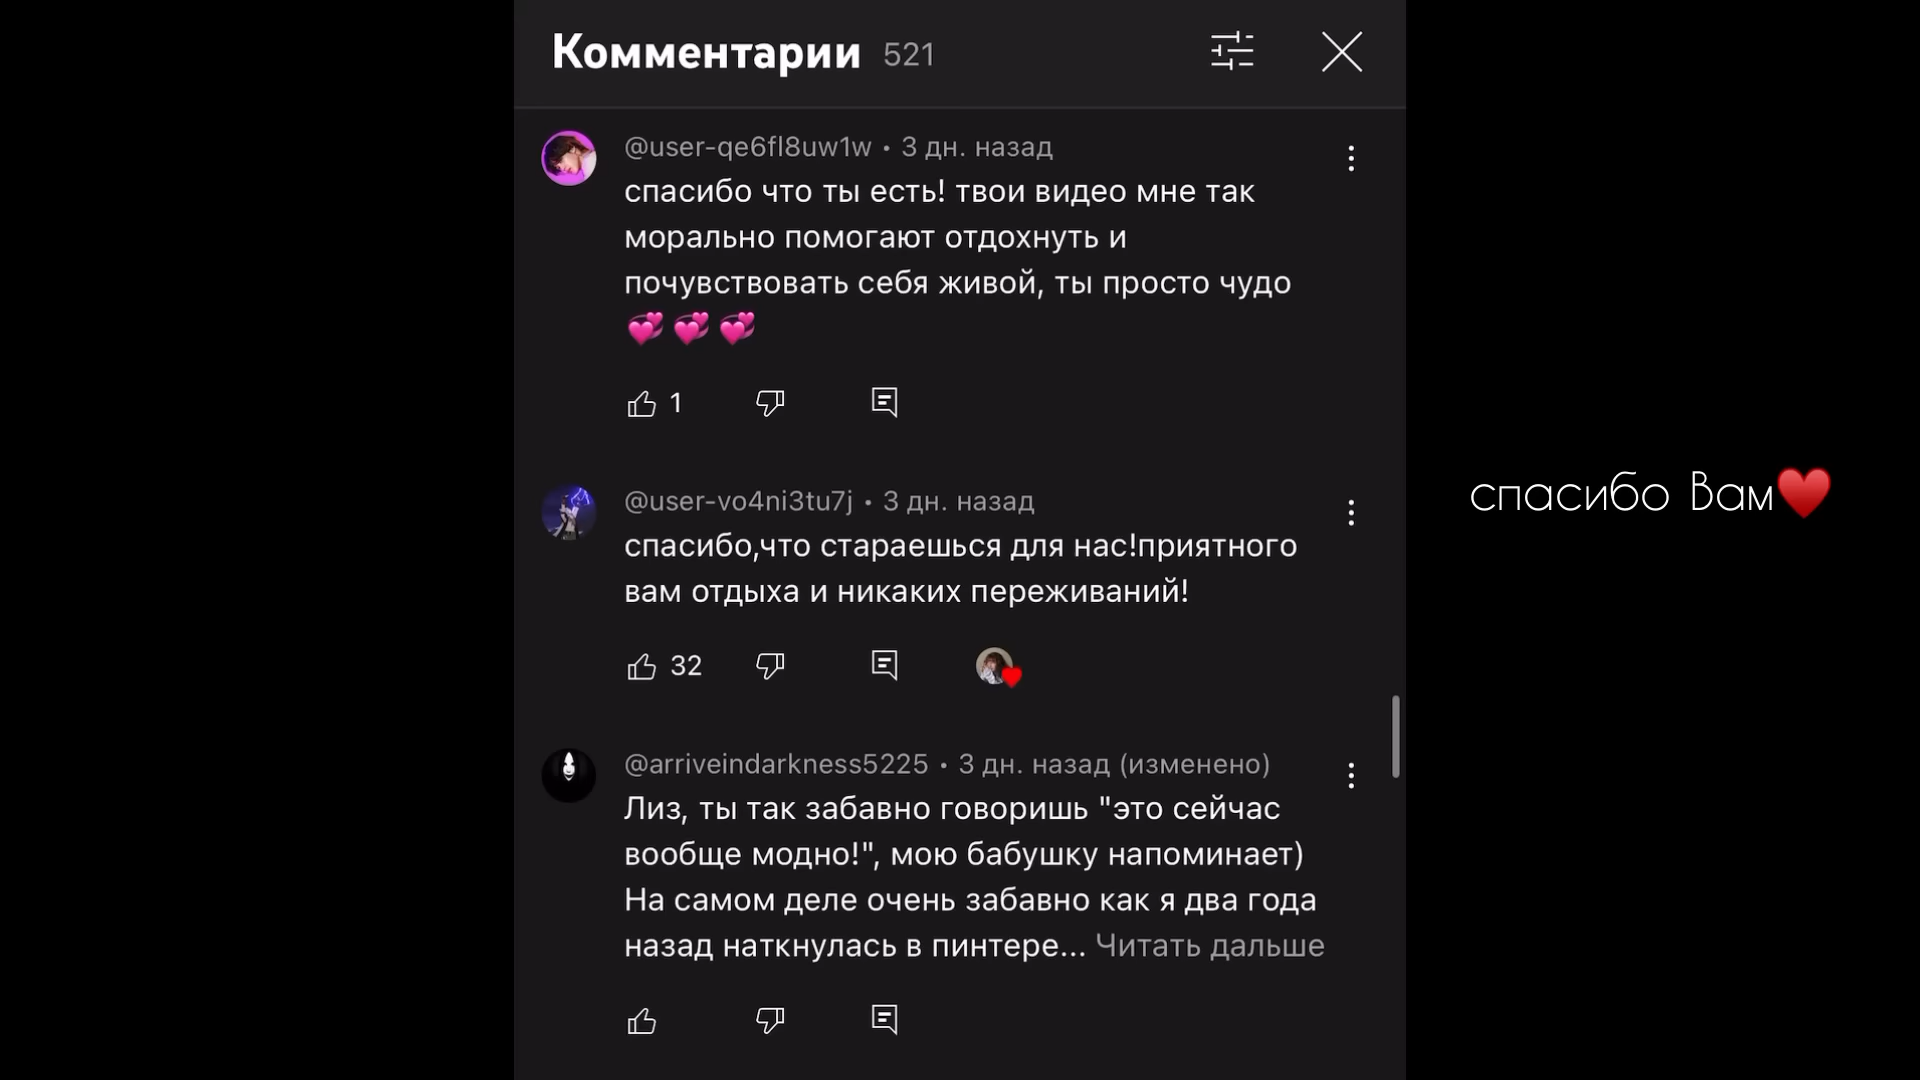 Комментарии 521
@user-qe6fl8uw1w • 3 дн. назад
спасибо что ты есть! твои видео мне так
морально помогают отдохнуть и
почувствовать себя живой, ты просто чудо
💞💞💞
1
спасибо Вам♥️
@user-vo4ni3tu7j • 3 дн. назад
спасибо,что стараешься для нас!приятного
вам отдыха и никаких переживаний!
32
@arriveindarkness5225 • 3 дн. назад (изменено)
Лиз, ты так забавно говоришь "это сейчас
вообще модно!", мою бабушку напоминает)
На самом деле очень забавно как я два года
назад наткнулась в пинтере... Читать дальше